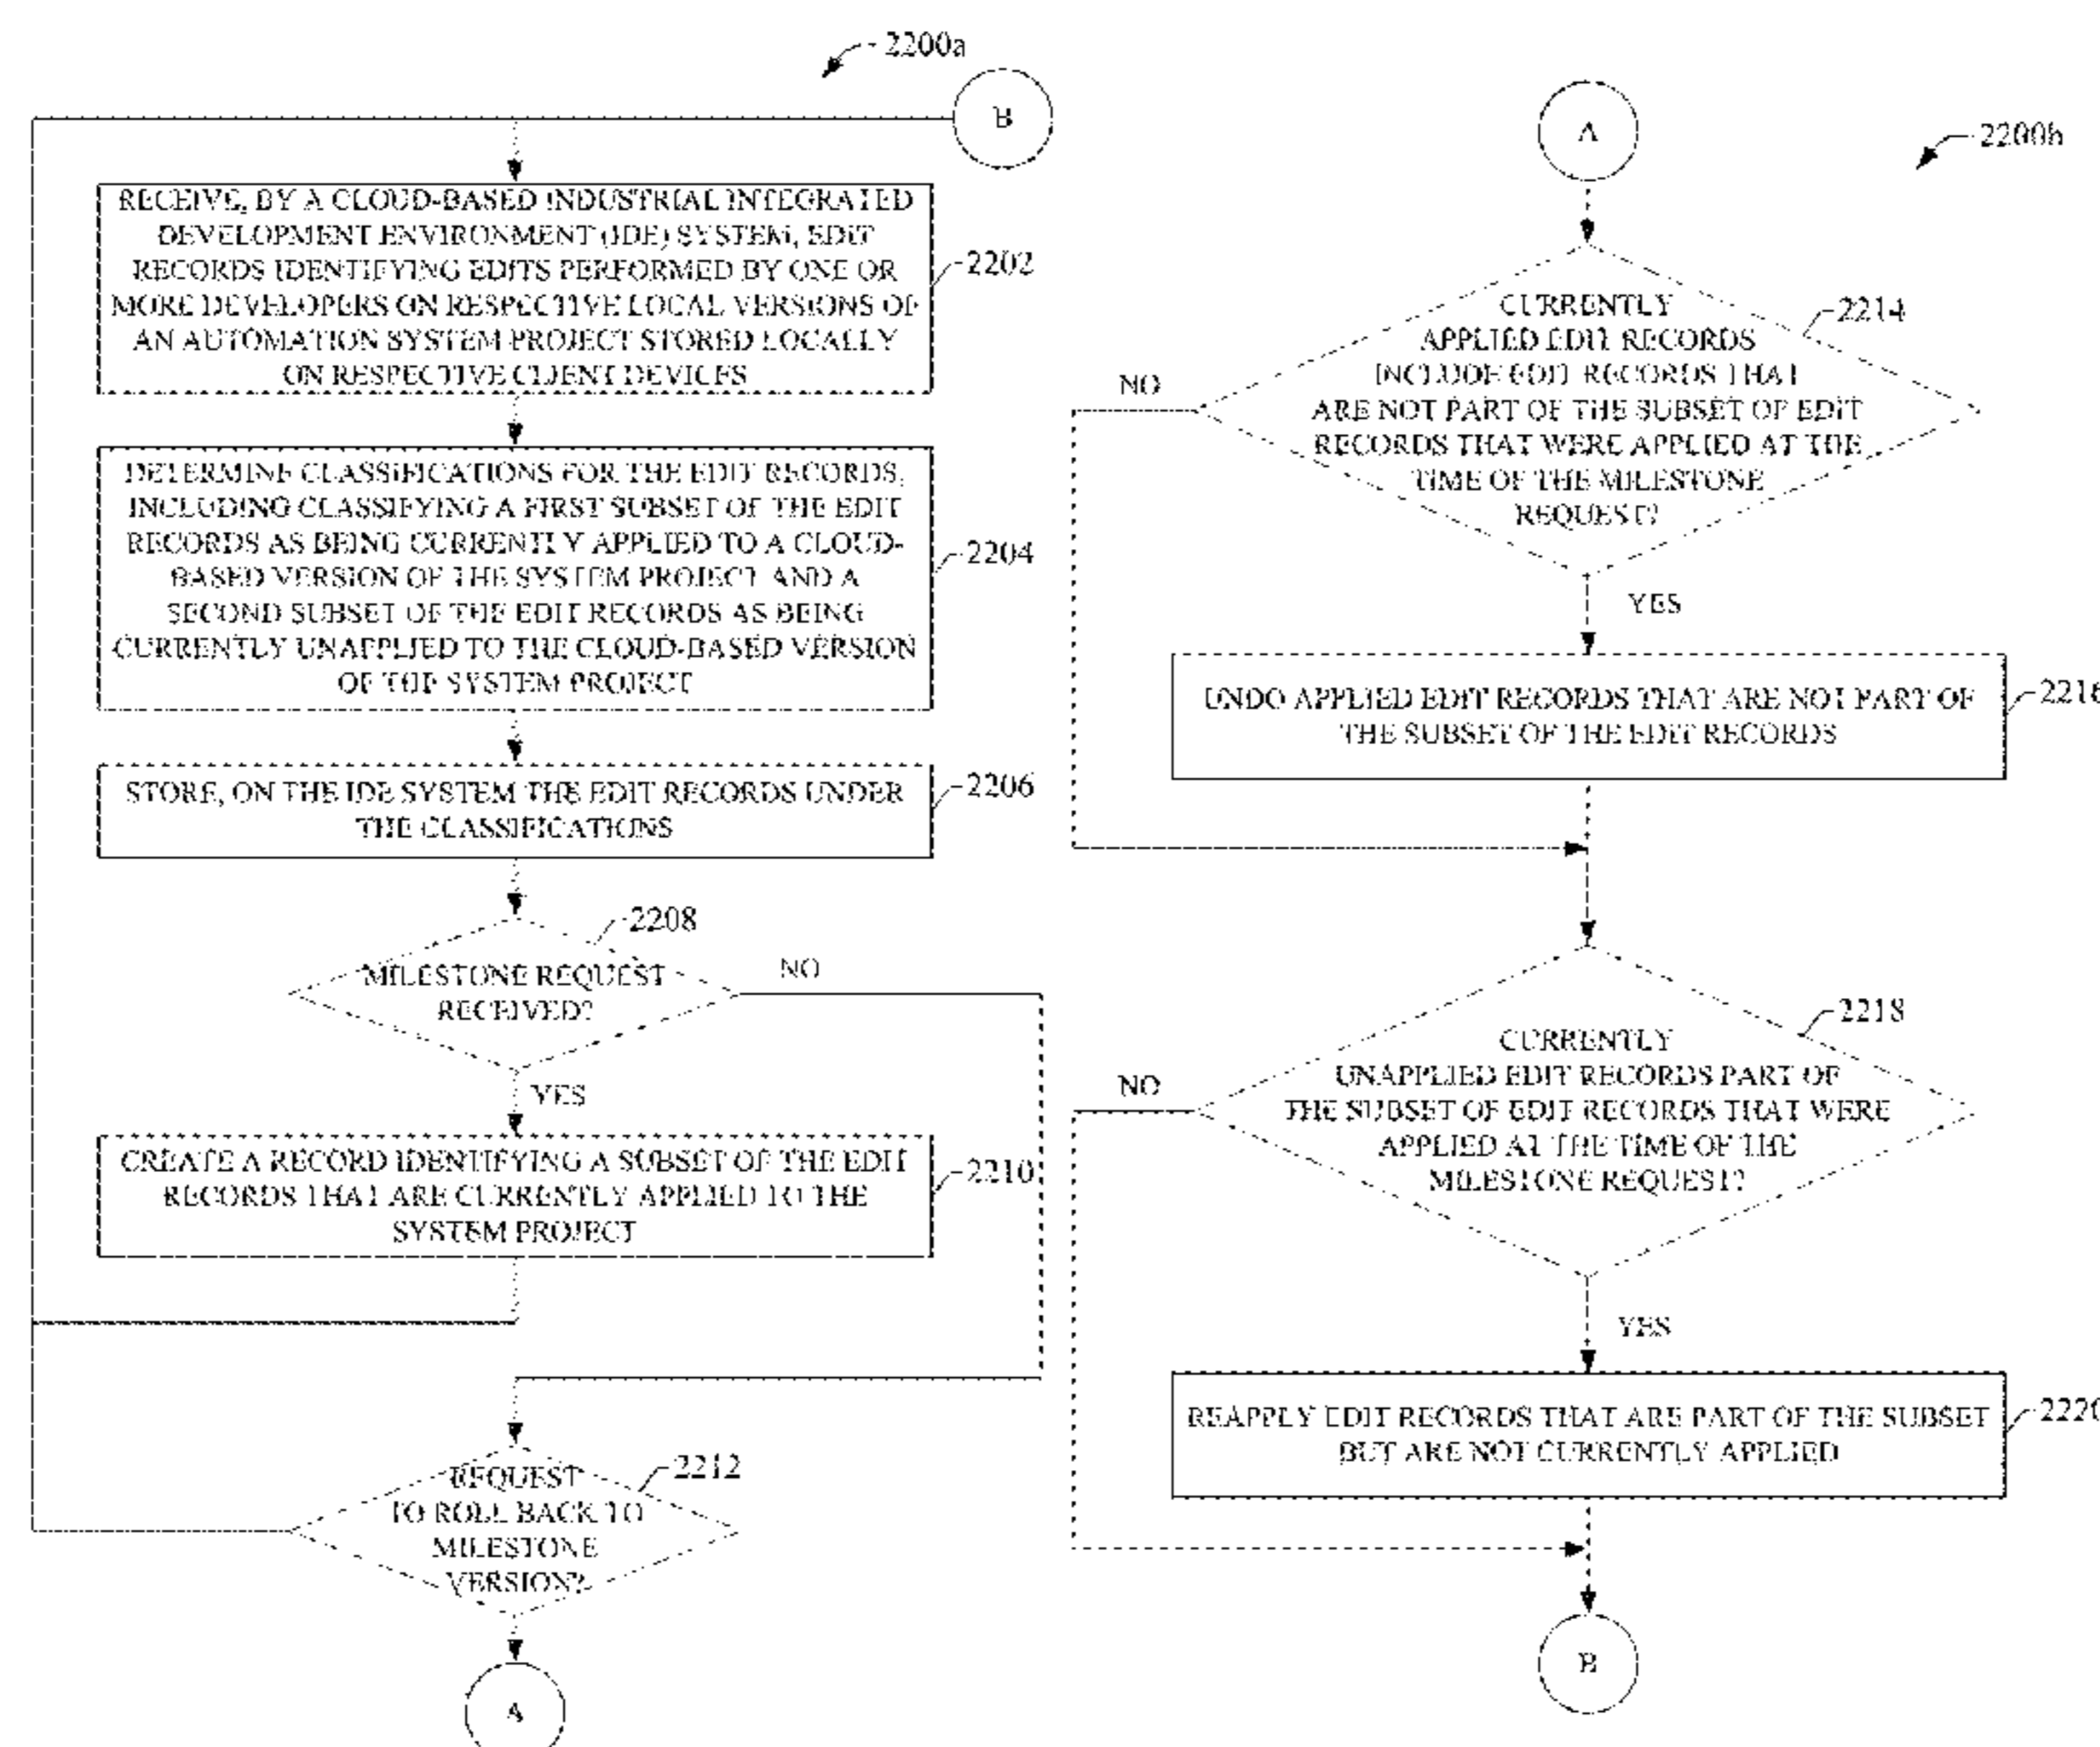 2200a
B
RECEIVE, BY A CLOUD-BASED INDUSTRIAL INTEGRATED
DEVELOPMENT ENVIRONMENT (IDE) SYSTEM, EDIT
RECORDS IDENTIFYING EDITS PERFORMED BY ONE OR
MORE DEVELOPERS ON RESPECTIVE LOCAL VERSIONS OF
AN AUTOMATION SYSTEM PROJECT STORED LOCALLY
ON RESPECTIVE CLIENT DEVICES
2202
DETERMINE CLASSIFICATIONS FOR THE EDIT RECORDS,
INCLUDING CLASSIFYING A FIRST SUBSET OF THE EDIT
RECORDS AS BEING CURRENTLY APPLIED TO A CLOUD-
BASED VERSION OF THE SYSTEM PROJECT AND A
SECOND SUBSET OF THE EDIT RECORDS AS BEING
CURRENTLY UNAPPLIED TO THE CLOUD-BASED VERSION
OF THE SYSTEM PROJECT
2204
STORE, ON THE IDE SYSTEM THE EDIT RECORDS UNDER
THE CLASSIFICATIONS
2206
2208
MILESTONE REQUEST
RECEIVED?
NO
YES
CREATE A RECORD IDENTIFYING A SUBSET OF THE EDIT
RECORDS THAT ARE CURRENTLY APPLIED TO THE
SYSTEM PROJECT
2210
2212
REQUEST
TO ROLL BACK TO
MILESTONE
VERSION?
A
A
2200b
2214
CURRENTLY
APPLIED EDIT RECORDS
INCLUDE EDIT RECORDS THAT
ARE NOT PART OF THE SUBSET OF EDIT
RECORDS THAT WERE APPLIED AT THE
TIME OF THE MILESTONE
REQUEST?
NO
YES
UNDO APPLIED EDIT RECORDS THAT ARE NOT PART OF
THE SUBSET OF THE EDIT RECORDS
2216
2218
CURRENTLY
UNAPPLIED EDIT RECORDS PART OF
THE SUBSET OF EDIT RECORDS THAT WERE
APPLIED AT THE TIME OF THE
MILESTONE REQUEST?
NO
YES
REAPPLY EDIT RECORDS THAT ARE PART OF THE SUBSET
BUT ARE NOT CURRENTLY APPLIED
2220
B